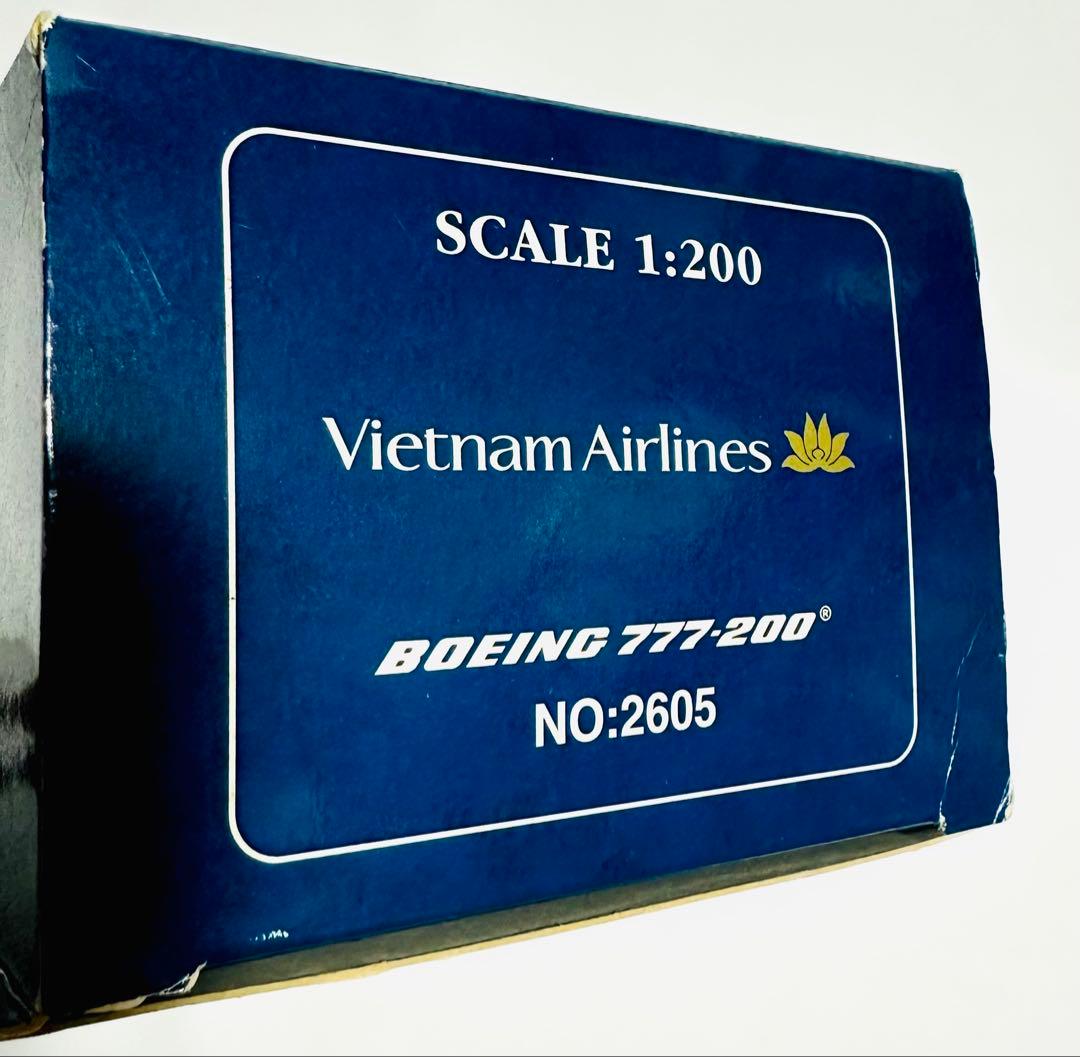 SCALE 1:200
Vietnam Airlines
BOEING 777-200®
NO:2605